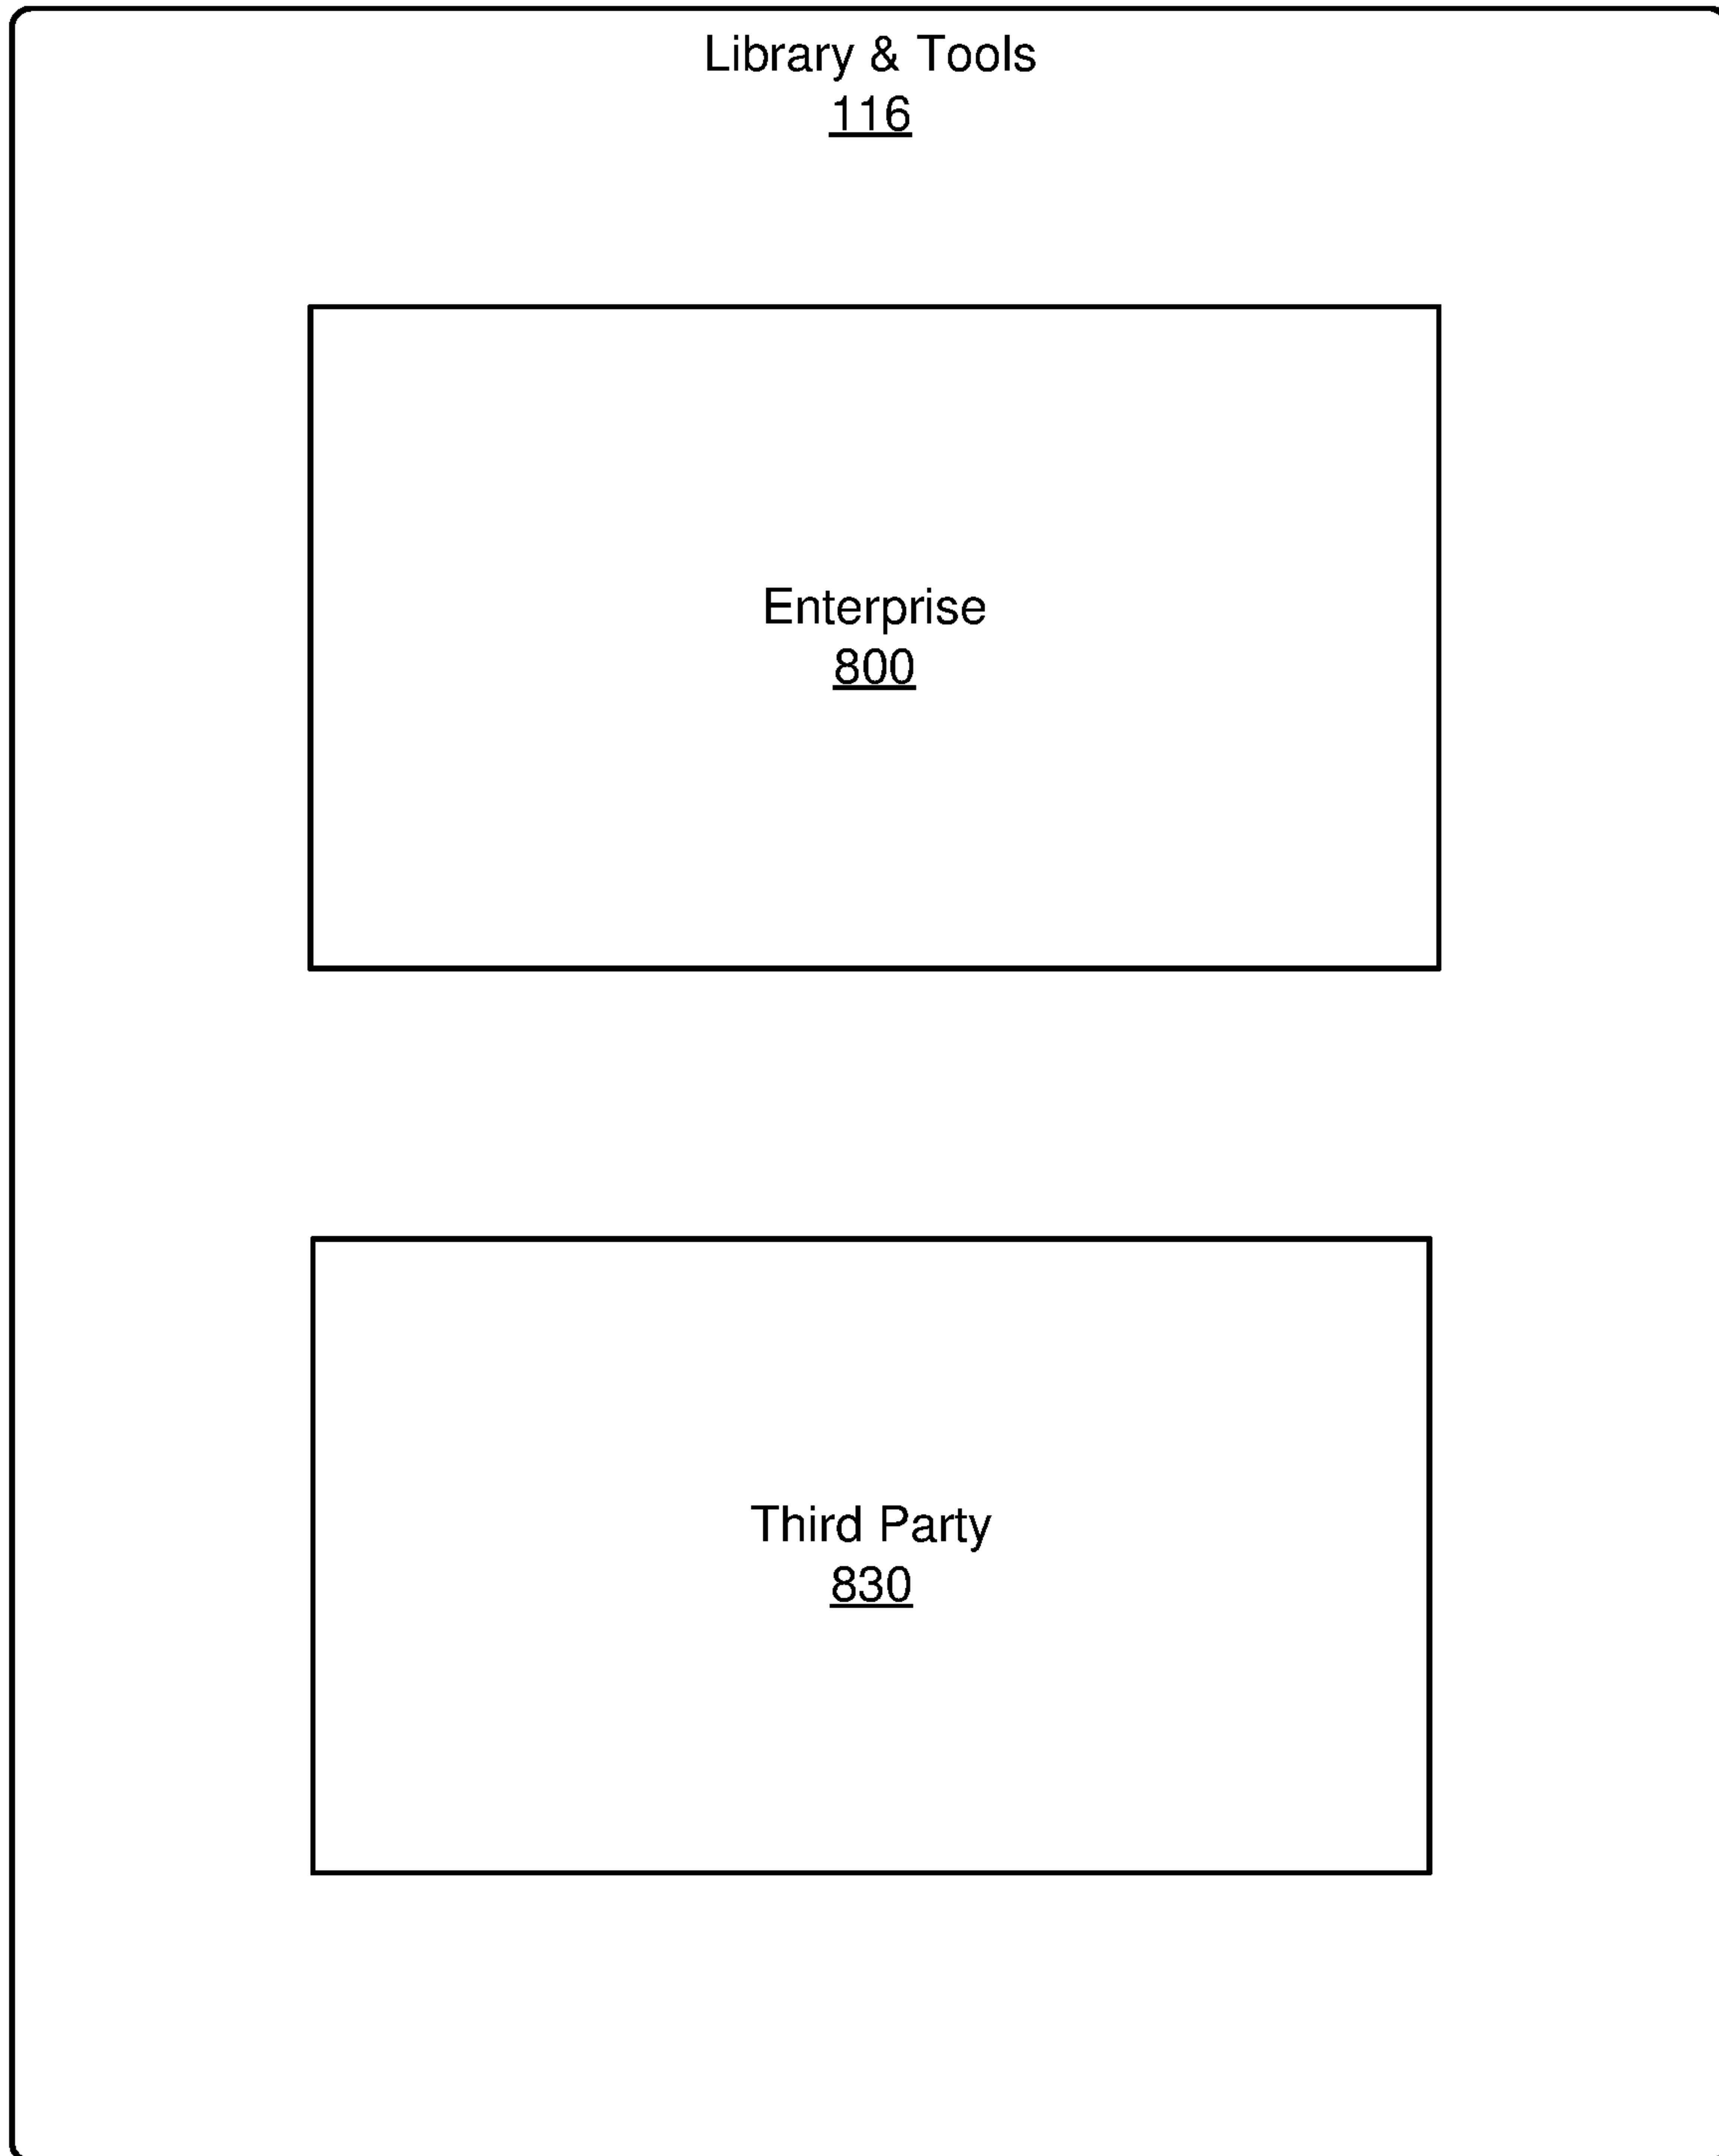 Library & Tools
116
Enterprise
800
Third Party
830